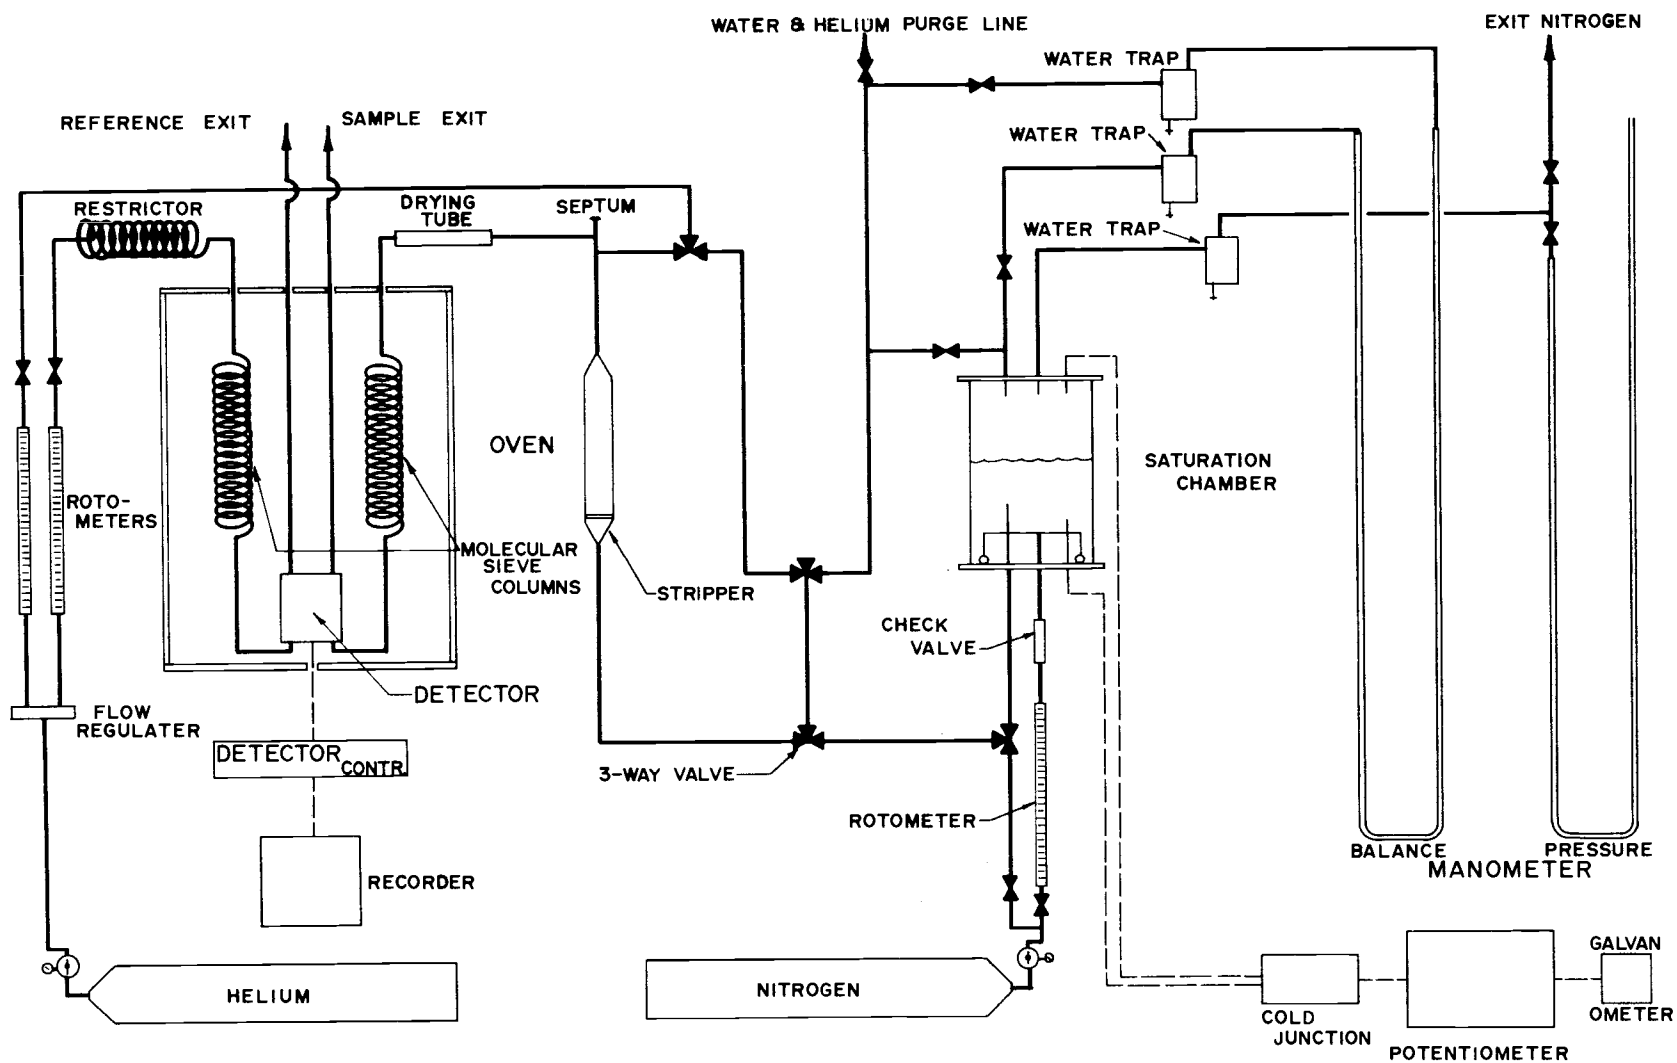 WATER & HELIUM PURGE LINE
EXIT NITROGEN
WATER TRAP
REFERENCE EXIT
SAMPLE EXIT
WATER TRAP
RESTRICTOR
DRYING
TUBE
SEPTUM
WATER TRAP
OVEN
SATURATION
CHAMBER
ROTO-
METERS
MOLECULAR
SIEVE
COLUMNS
STRIPPER
CHECK
VALVE
DETECTOR
FLOW
REGULATER
DETECTOR CONTR.
3-WAY VALVE
ROTOMETER
BALANCE
PRESSURE
MANOMETER
RECORDER
HELIUM
NITROGEN
GALVAN
OMETER
COLD
JUNCTION
POTENTIOMETER